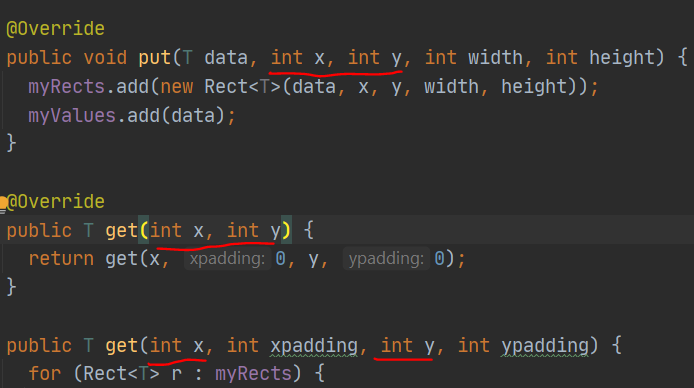 @Override
public void put(T data, int x, int y, int width, int height) {
myRects.add(new Rect<T>(data, x, y, width, height));
myValues.add(data);
}
@Override
public T get(int x, int y) {
return get(x, xpadding: 0, y, ypadding: 0);
}
public T get(int x, int xpadding, int y, int ypadding) {
for (Rect<T> r : myRects) {